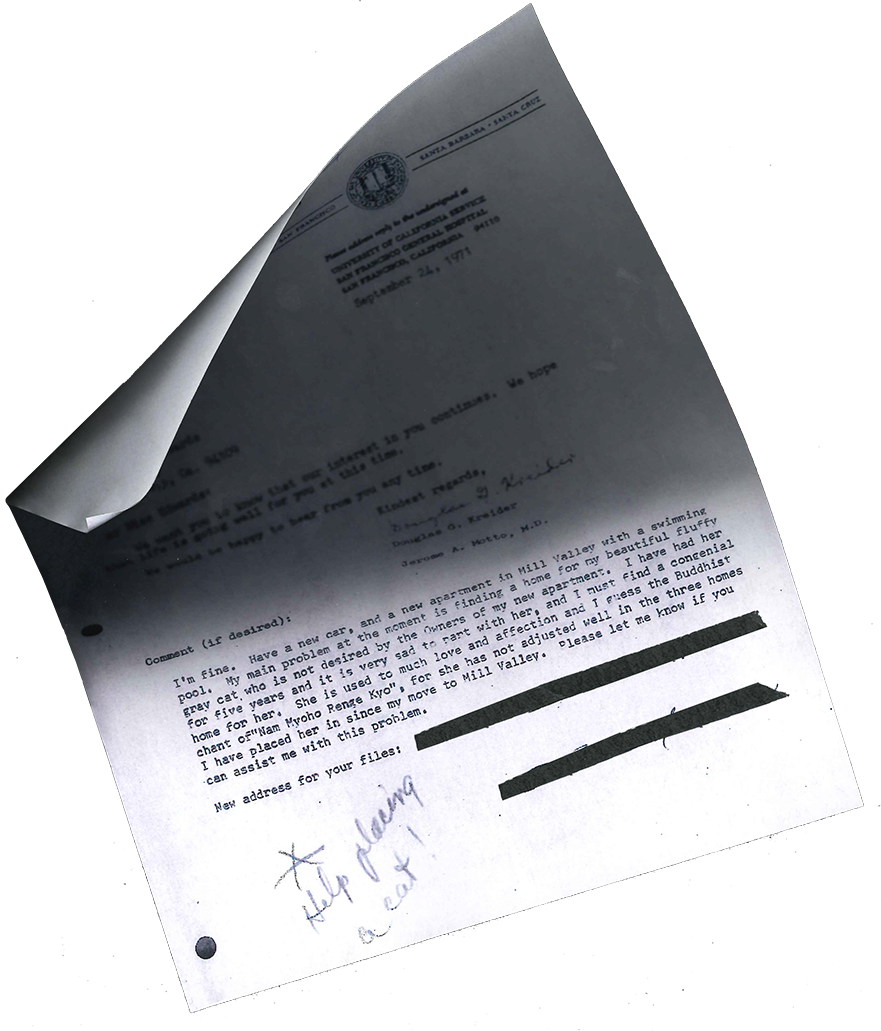 SAN FRANCISCO
SANTA BARBARA • SANTA CRUZ
Please address reply to the undersigned at
UNIVERSITY OF CALIFORNIA SERVICE
SAN FRANCISCO GENERAL HOSPITAL
SAN FRANCISCO, CALIFORNIA 94110
September 24, 1971
Ca. 94109
Miss Edwards:
want you to know that our interest in you continues. We hope
that life is going well for you at this time.
We would be happy to hear from you any time.
Kindest regards,
Douglas G. Kreider
Douglas G. Kreider
Jerome A. Motto, M.D.
Comment (if desired):
I'm fine. Have a new car, and a new apartment in Mill Valley with a swimming
pool. My main problem at the moment is finding a home for my beautiful fluffy
gray cat who is not desired by the Owners of my new apartment. I have had her
for five years and it is very sad to part with her, and I must find a congenial
home for her. She is used to much love and affection and I guess the Buddhist
chant of"Nam Myoho Renge Kyo", for she has not adjusted well in the three homes
I have placed her in since my move to Mill Valley. Please let me know if you
can assist me with this problem.
New address for your files:
Help placing
a cat!